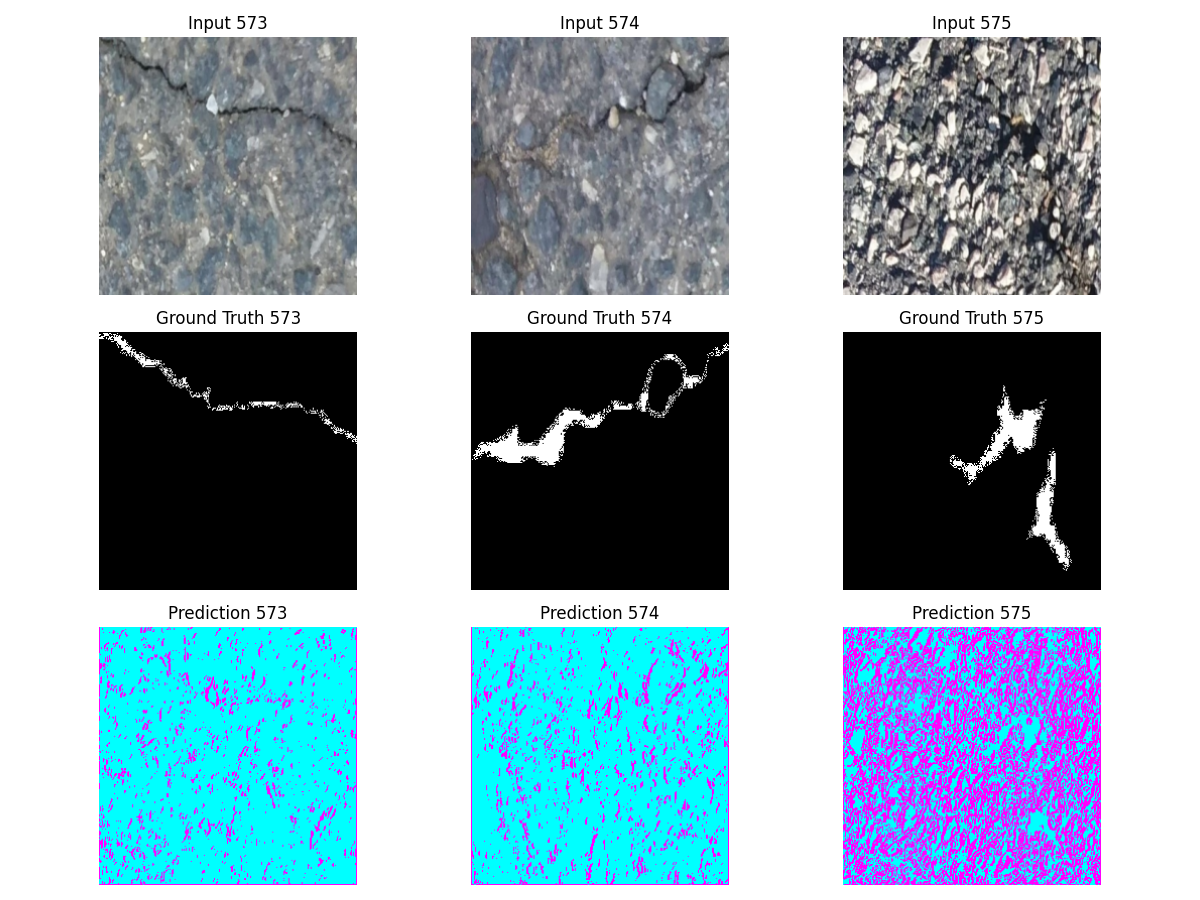 Input 573
Input 574
Input 575
Ground Truth 573
Ground Truth 574
Ground Truth 575
Prediction 573
Prediction 574
Prediction 575